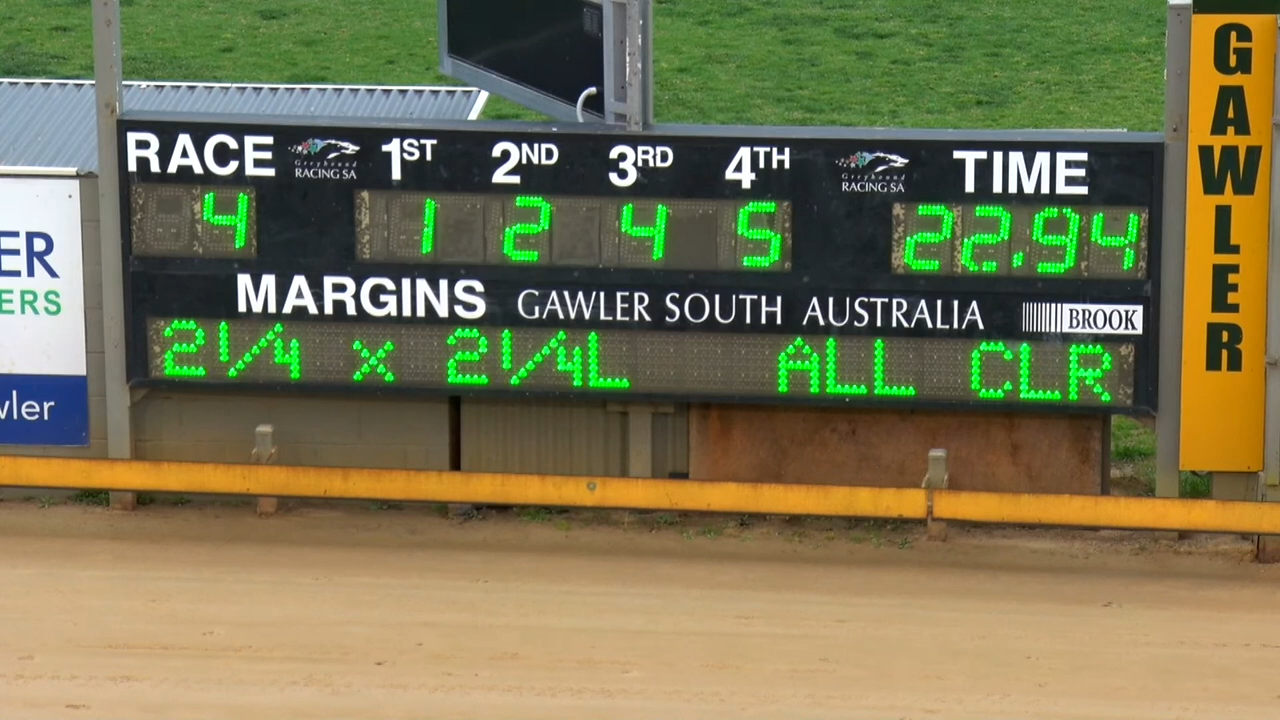 RACE 1ST 2ND 3RD 4TH TIME
Greyhound RACING SA
Greyhound RACING SA
4 1 2 4 5 22.94
MARGINS GAWLER SOUTH AUSTRALIA BROOK
2 1/4 x 2 1/4L ALL CLR
GAWLER
ER
ERS
wler